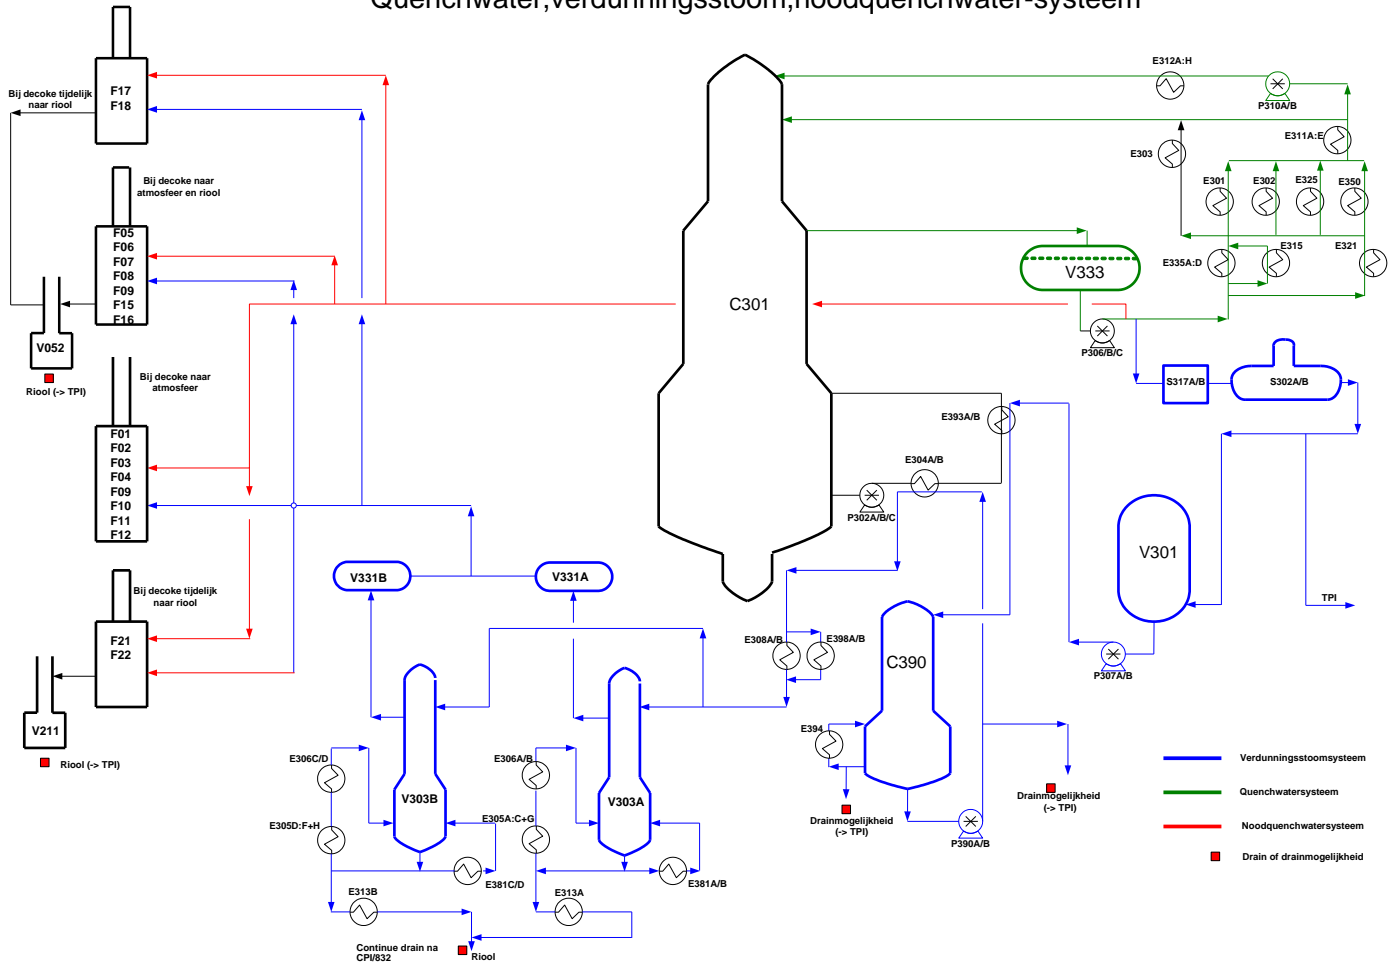 Quenchwater,verdunningsstoom,noodquenchwater-systeem
Bij decoke tijdelijk
naar riool
F17
F18
Bij decoke naar
atmosfeer en riool
F05
F06
F07
F08
F09
F15
F16
V052
Riool (-> TPI)
Bij decoke naar
atmosfeer
F01
F02
F03
F04
F09
F10
F11
F12
Bij decoke tijdelijk
naar riool
F21
F22
V211
Riool (-> TPI)
C301
E312A:H
P310A/B
E311A:E
E303
E301
E302
E325
E350
E335A:D
E315
E321
V333
P306/B/C
S317A/B
S302A/B
E393A/B
E304A/B
P302A/B/C
V301
TPI
P307A/B
V331B
V331A
E308A/B
E398A/B
C390
E394
Drainmogelijkheid
(-> TPI)
P390A/B
Drainmogelijkheid
(-> TPI)
E306C/D
V303B
E305D:F+H
E381C/D
E313B
E306A/B
V303A
E305A:C+G
E381A/B
E313A
Continue drain na
CPI/832
Riool
Verdunningsstoomsysteem
Quenchwatersysteem
Noodquenchwatersysteem
Drain of drainmogelijkheid